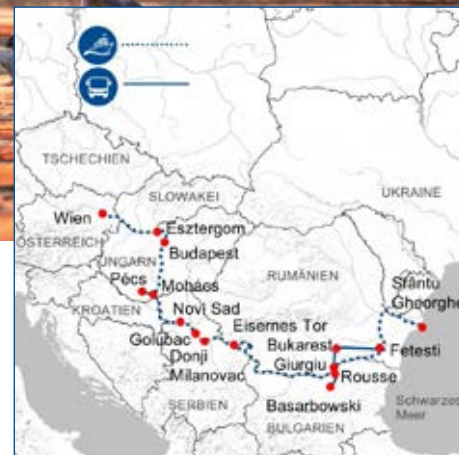 TSCHECHIEN
SLOWAKEI
UKRAINE
Wien
Esztergom
ÖSTERREICH
Budapest
UNGARN
RUMÄNIEN
Pécs
Mohács
Sfântu
Gheorghe
KROATIEN
Novi Sad
Eisernes Tor
Golubac
Bukarest
Fetesti
Donji
Milanovac
Giurgiu
Rousse
SERBIEN
Basarbowski
Schwarzes
Meer
BULGARIEN